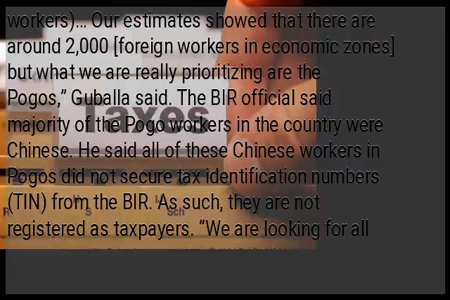 workers)… Our estimates showed that there are
around 2,000 [foreign workers in economic zones]
but what we are really prioritizing are the
Pogos,” Guballa said. The BIR official said
majority of the Pogo workers in the country were
Chinese. He said all of these Chinese workers in
Pogos did not secure tax identification numbers
(TIN) from the BIR. As such, they are not
registered as taxpayers. “We are looking for all
Taxes
Sch